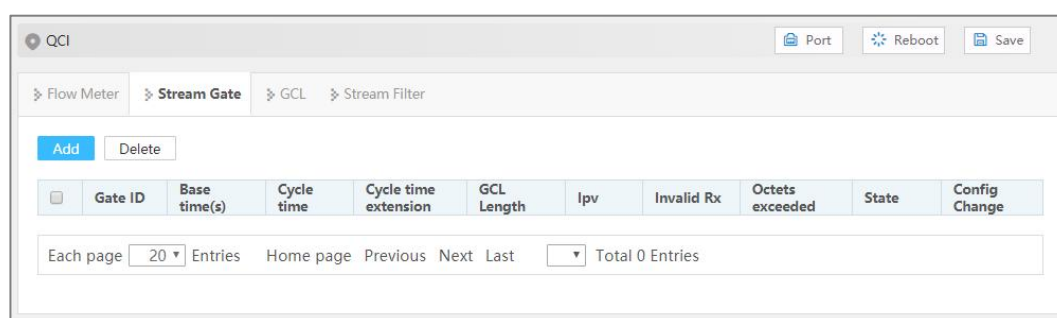 QCI Port Reboot Save
Flow Meter Stream Gate GCL Stream Filter
Add Delete
Gate ID Base time(s) Cycle time Cycle time extension GCL Length Ipv Invalid Rx Octets exceeded State Config Change
Each page 20 Entries Home page Previous Next Last Total 0 Entries